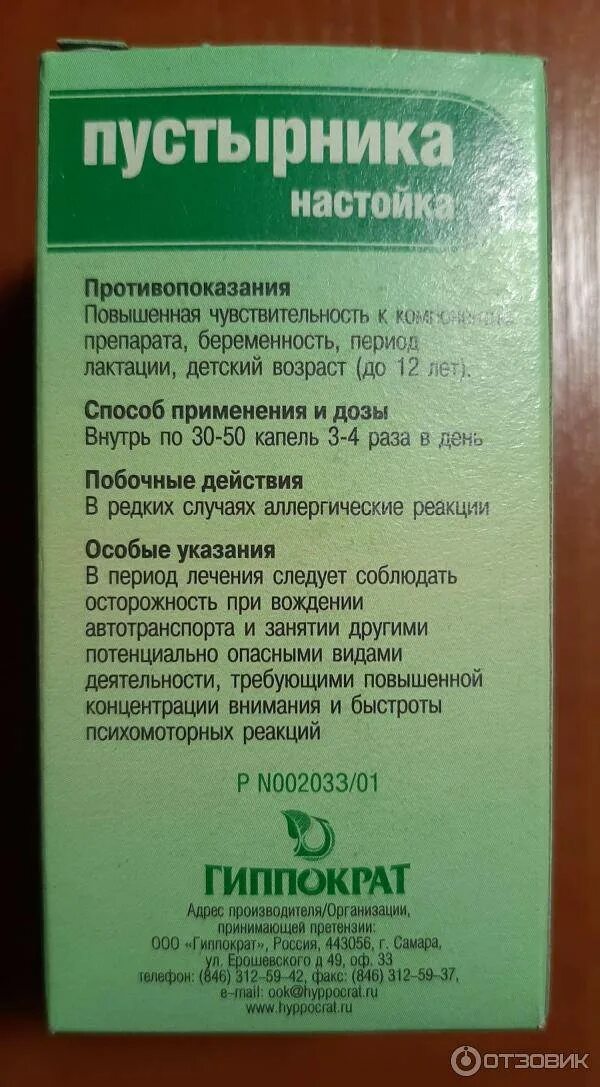 пустырника
настойка
Противопоказания
Повышенная чувствительность к компонентам
препарата, беременность, период
лактации, детский возраст (до 12 лет).
Способ применения и дозы
Внутрь по 30-50 капель 3-4 раза в день
Побочные действия
В редких случаях аллергические реакции
Особые указания
В период лечения следует соблюдать
осторожность при вождении
автотранспорта и занятии другими
потенциально опасными видами
деятельности, требующими повышенной
концентрации внимания и быстроты
психомоторных реакций
Р N002033/01
ГИППОКРАТ
Адрес производителя/Организации,
принимающей претензии:
ООО «Гиппократ», Россия, 443056, г. Самара,
ул. Ерошевского д 49, оф. 33
телефон: (846) 312-59-42, факс: (846) 312-59-37,
e-mail: ook@hyppocrat.ru
www.hyppocrat.ru
ОТЗОВИК